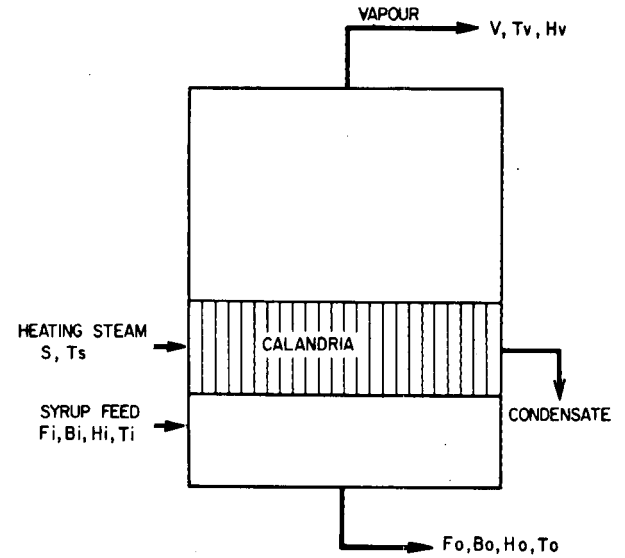 VAPOUR
V, Tv, Hv
HEATING STEAM
S, Ts
CALANDRIA
SYRUP FEED
Fi, Bi, Hi, Ti
CONDENSATE
Fo, Bo, Ho, To